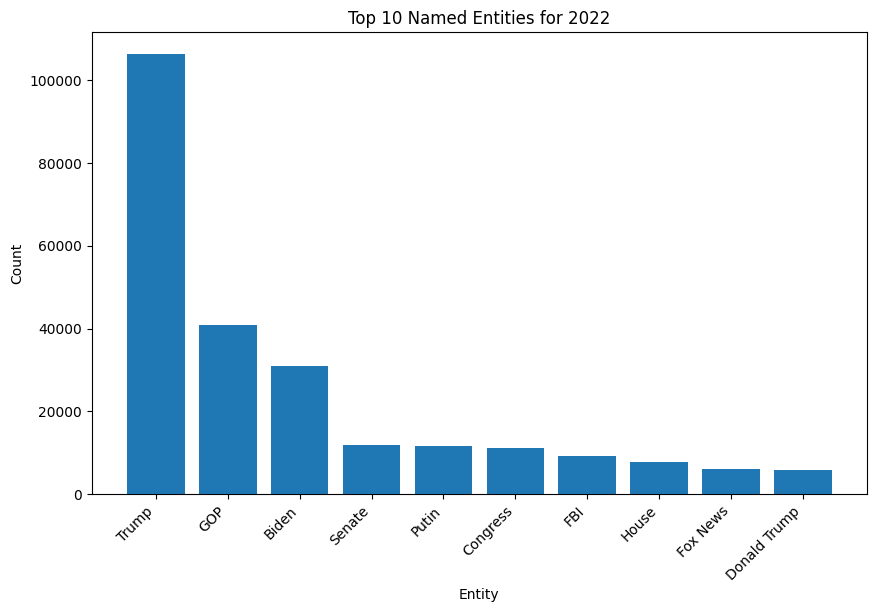 Top 10 Named Entities for 2022
Count
100000
80000
60000
40000
20000
0
Trump
GOP
Biden
Senate
Putin
Congress
FBI
House
Fox News
Donald Trump
Entity